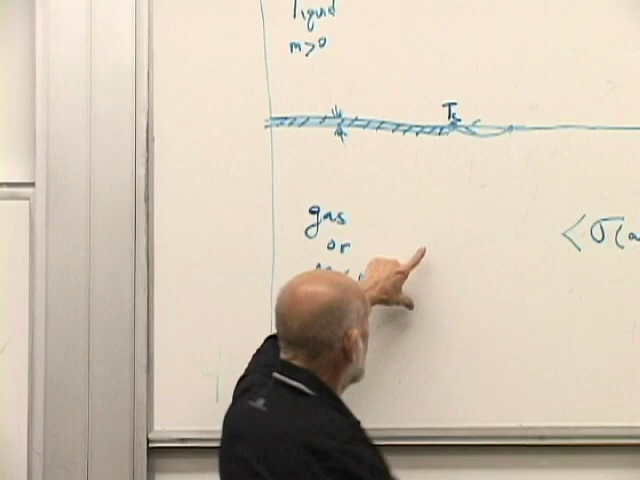 liquid
m>0
Tc
gas
or
<σ(a